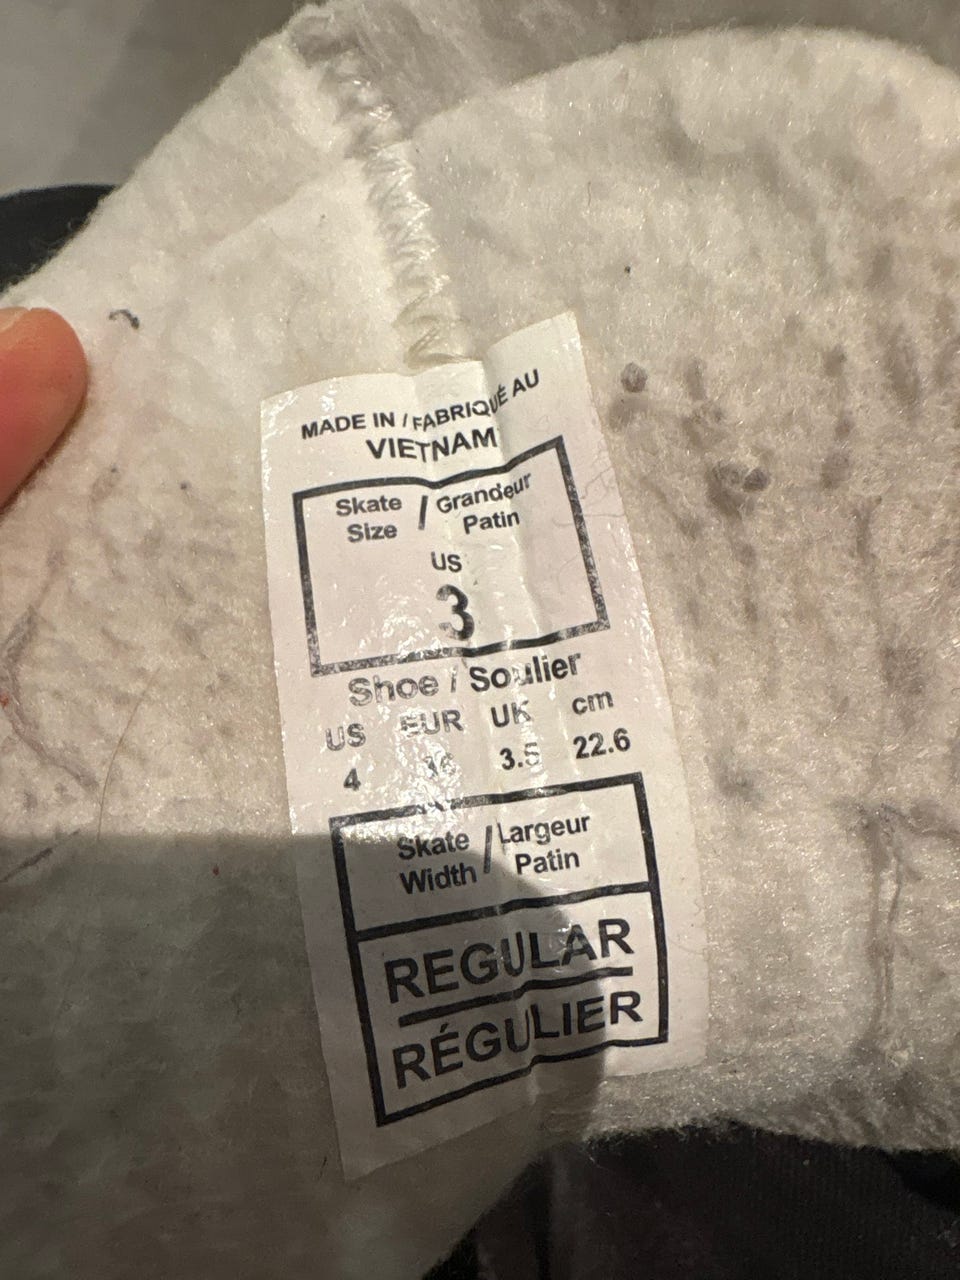 MADE IN / FABRIQUÉ AU
VIETNAM
Skate Size / Grandeur Patin
US
3
Shoe / Soulier
US EUR UK cm
4 3.5 22.6
Skate Width / Largeur Patin
REGULAR
RÉGULIER